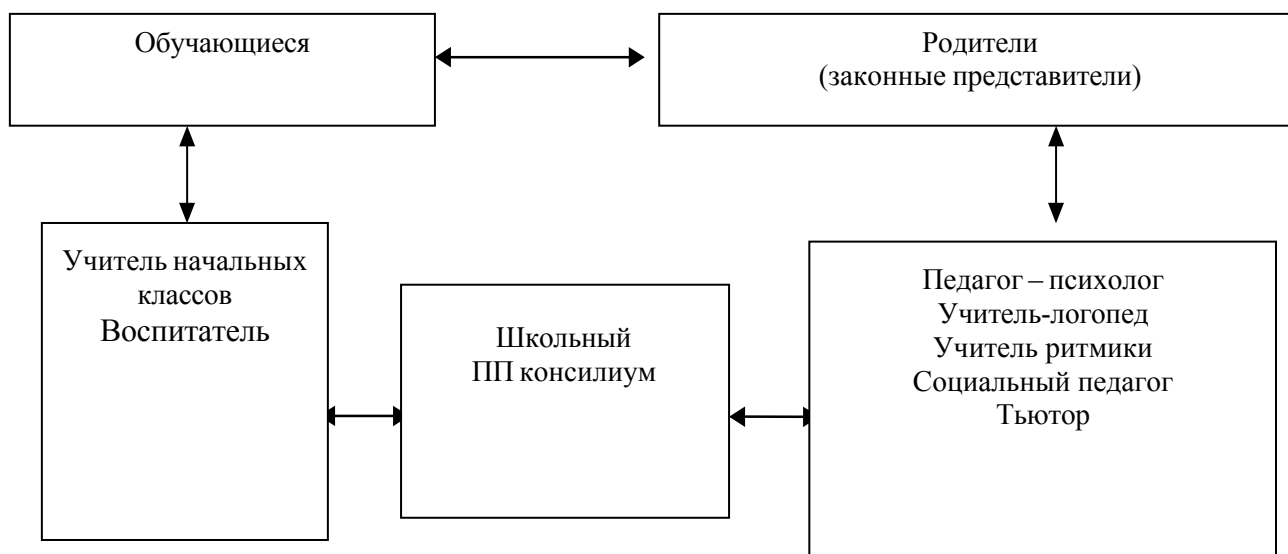 Обучающиеся
Родители
(законные представители)
Учитель начальных
классов
Воспитатель
Школьный
ПП консилиум
Педагог – психолог
Учитель-логопед
Учитель ритмики
Социальный педагог
Тьютор